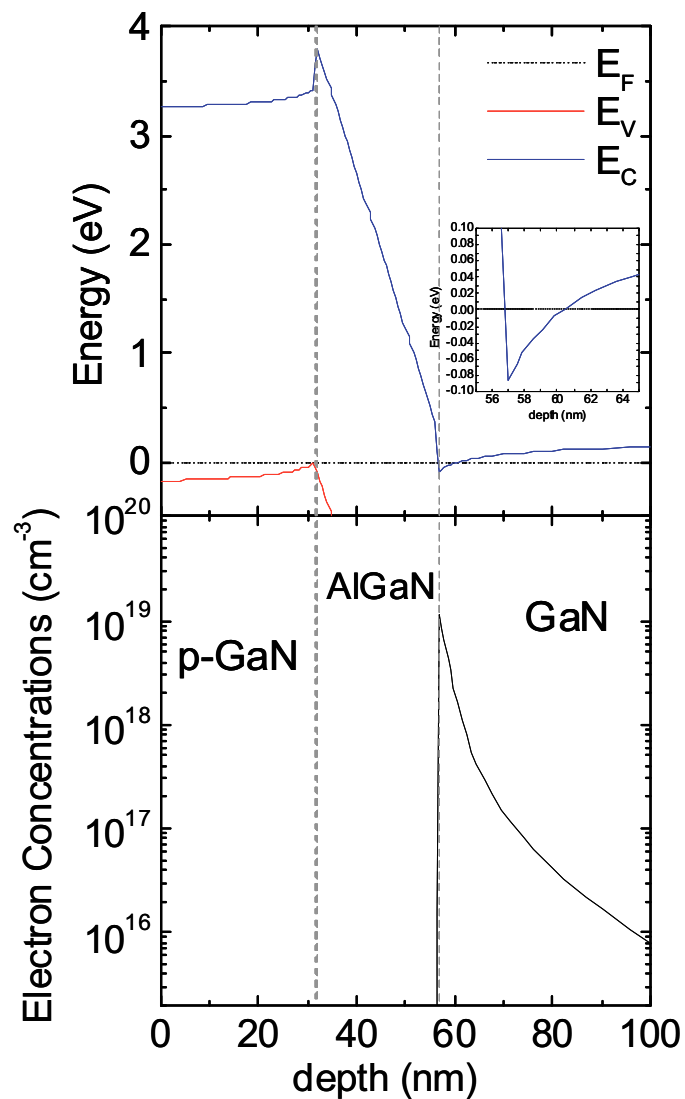 4
3
2
1
0
Energy (eV)
E_F
E_V
E_C
0.10
0.08
0.06
0.04
0.02
0.00
-0.02
-0.04
-0.06
-0.08
-0.10
Energy (eV)
56 58 60 62 64
depth (nm)
10^20
10^19
10^18
10^17
10^16
Electron Concentrations (cm^-3)
p-GaN
AlGaN
GaN
0 20 40 60 80 100
depth (nm)